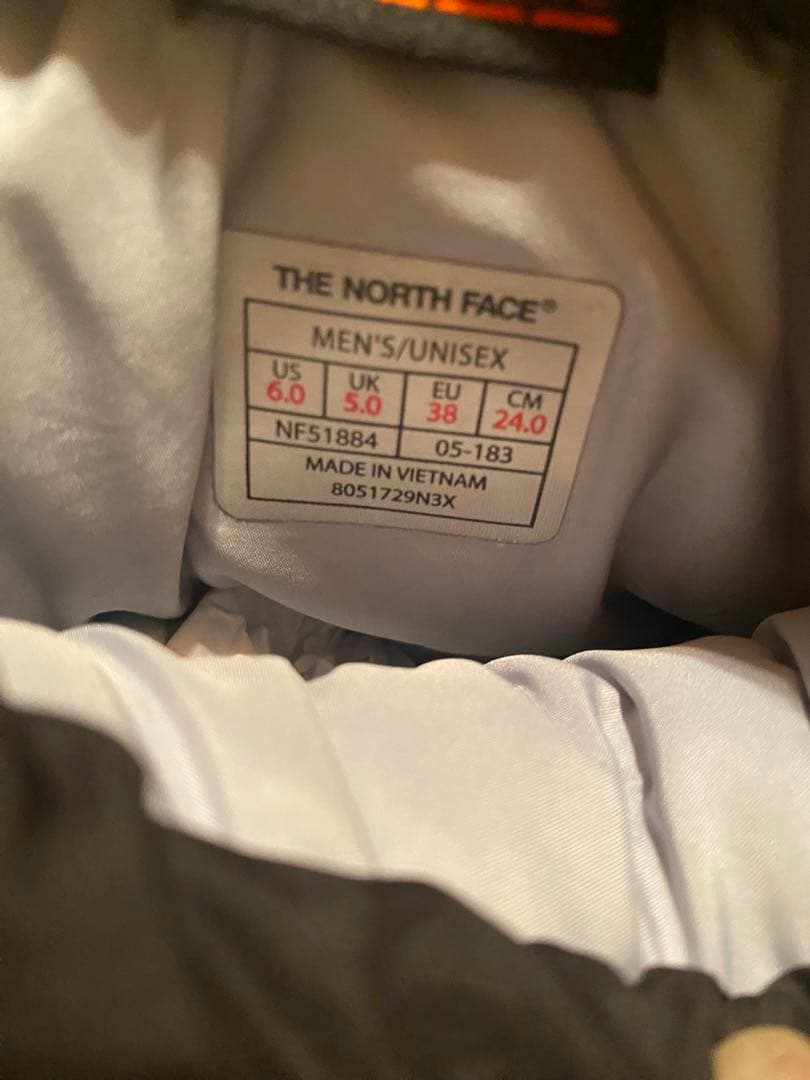 THE NORTH FACE®
MEN'S/UNISEX
US UK EU CM
6.0 5.0 38 24.0
NF51884 05-183
MADE IN VIETNAM
8051729N3X